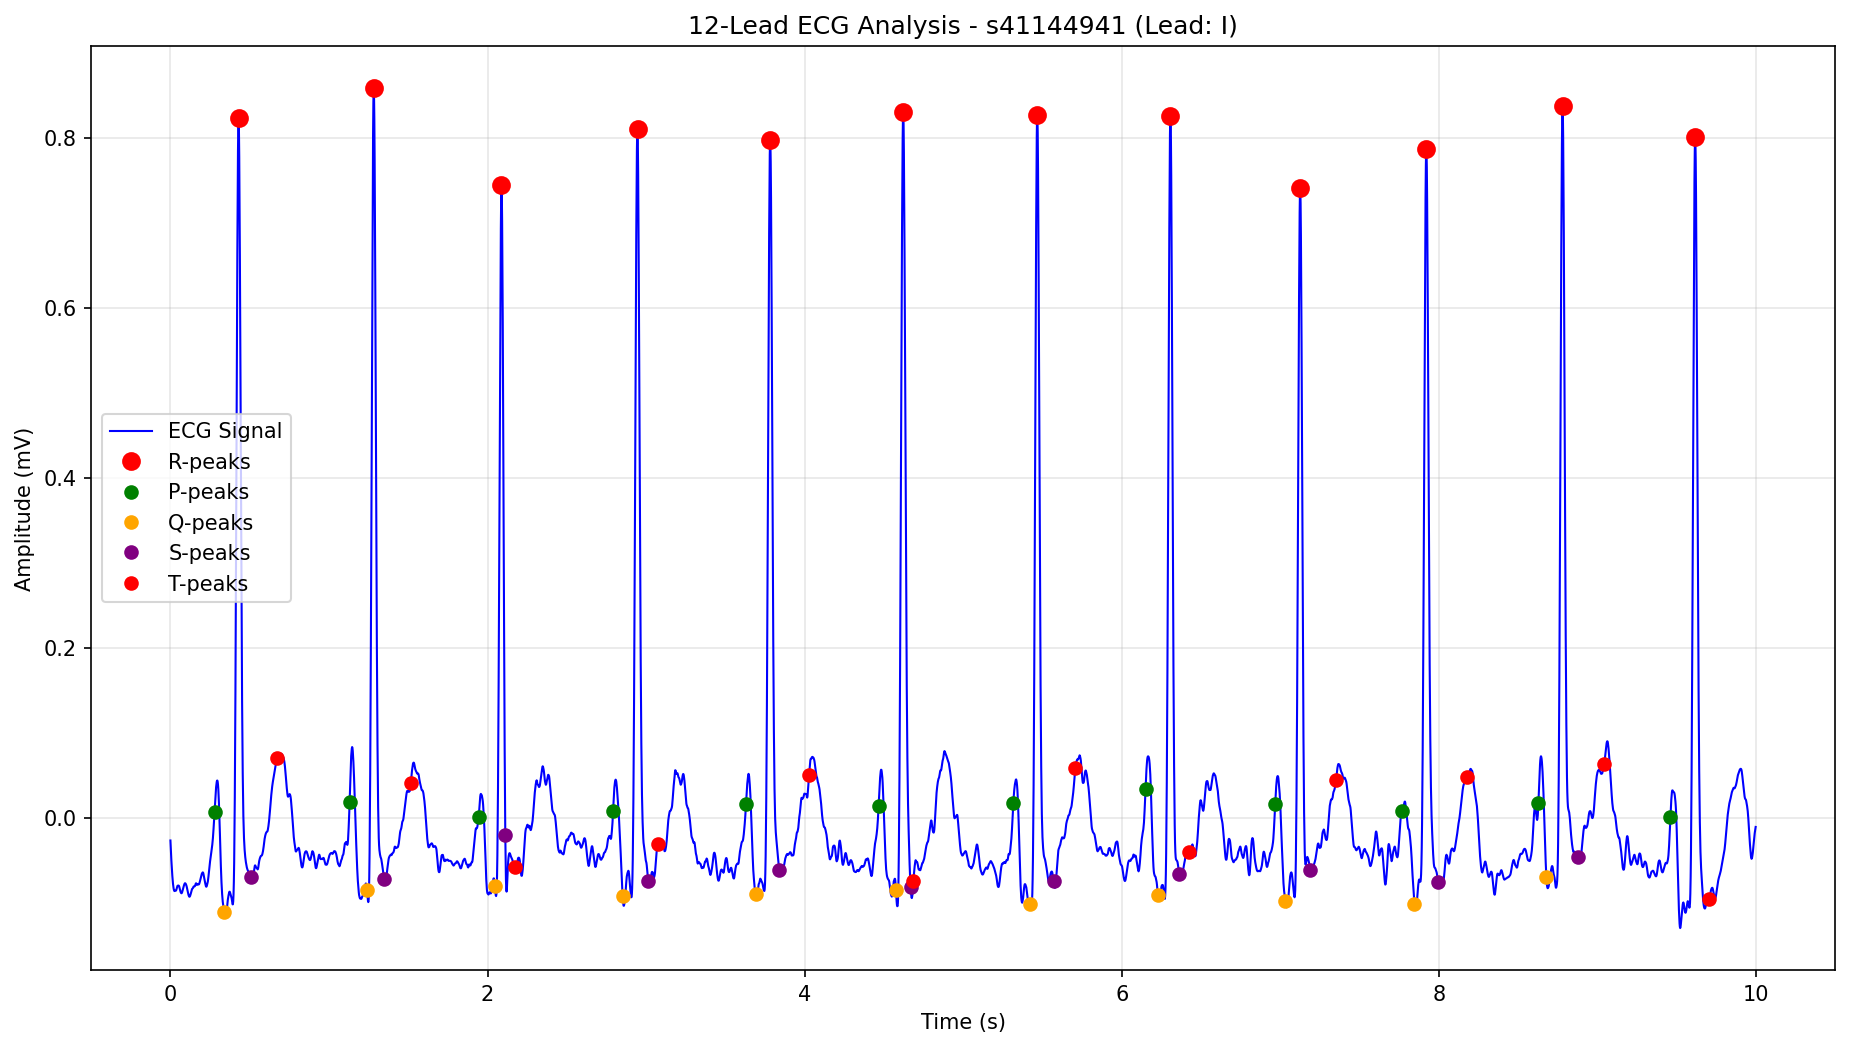 12-Lead ECG Analysis - s41144941 (Lead: I)
Amplitude (mV)
0.8
0.6
0.4
0.2
0.0
ECG Signal
R-peaks
P-peaks
Q-peaks
S-peaks
T-peaks
0 2 4 6 8 10
Time (s)